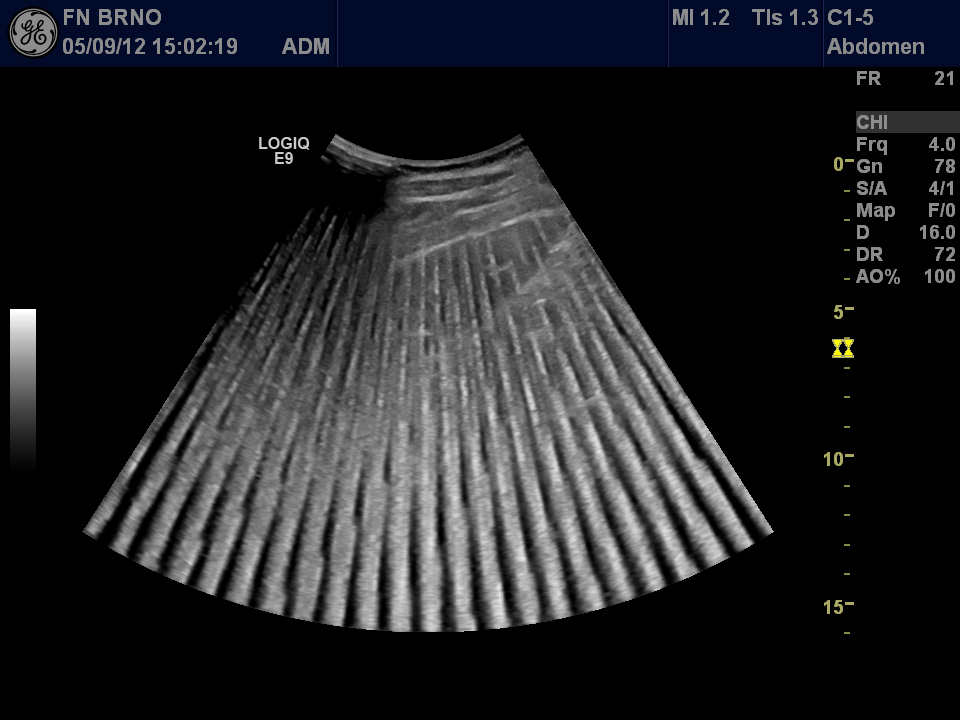 GE
FN BRNO
05/09/12 15:02:19 ADM
MI 1.2 TIs 1.3
C1-5
Abdomen
LOGIQ
E9
FR 21
CHI
Frq 4.0
Gn 78
S/A 4/1
Map F/0
D 16.0
DR 72
AO% 100
0
5
10
15